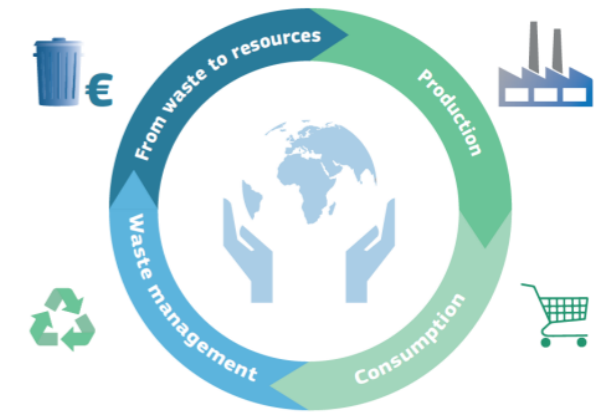 From waste to resources
Production
€
Consumption
Waste management